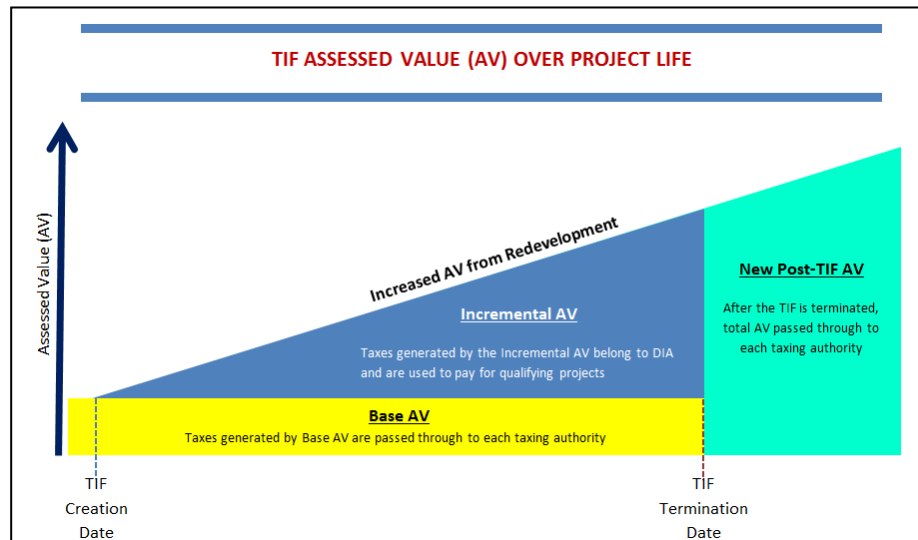 TIF ASSESSED VALUE (AV) OVER PROJECT LIFE
Assessed Value (AV)
Increased AV from Redevelopment
Incremental AV
Taxes generated by the Incremental AV belong to DIA
and are used to pay for qualifying projects
New Post-TIF AV
After the TIF is terminated,
total AV passed through to
each taxing authority
Base AV
Taxes generated by Base AV are passed through to each taxing authority
TIF
Creation
Date
TIF
Termination
Date